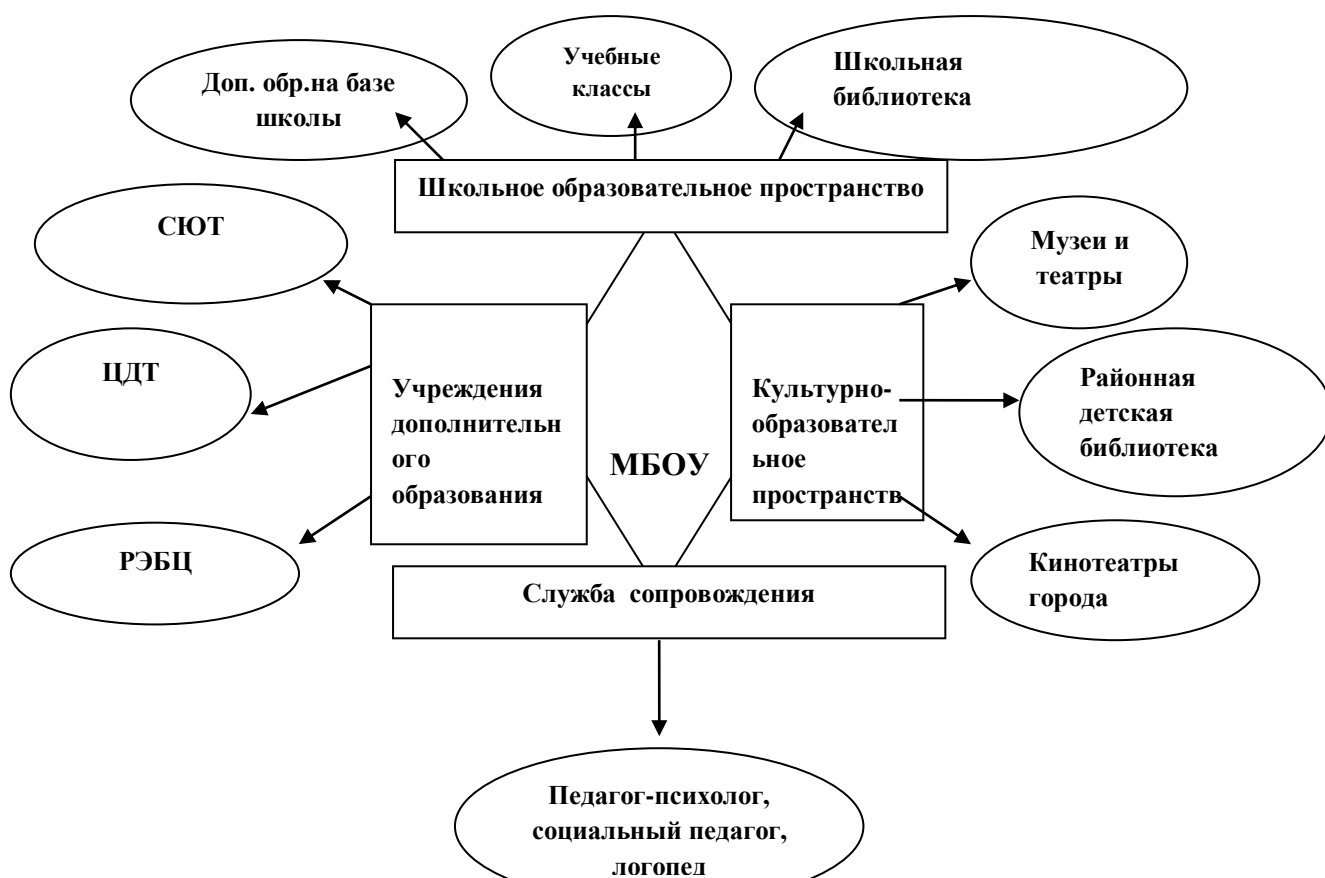 Доп. обр.на базе
школы
Учебные
классы
Школьная
библиотека
Школьное образовательное пространство
СЮТ
Музеи и
театры
ЦДТ
Учреждения
дополнительн
ого
образования
МБОУ
Культурно-
образовател
ьное
пространств
Районная
детская
библиотека
РЭБЦ
Кинотеатры
города
Служба  сопровождения
Педагог-психолог,
социальный педагог,
логопед